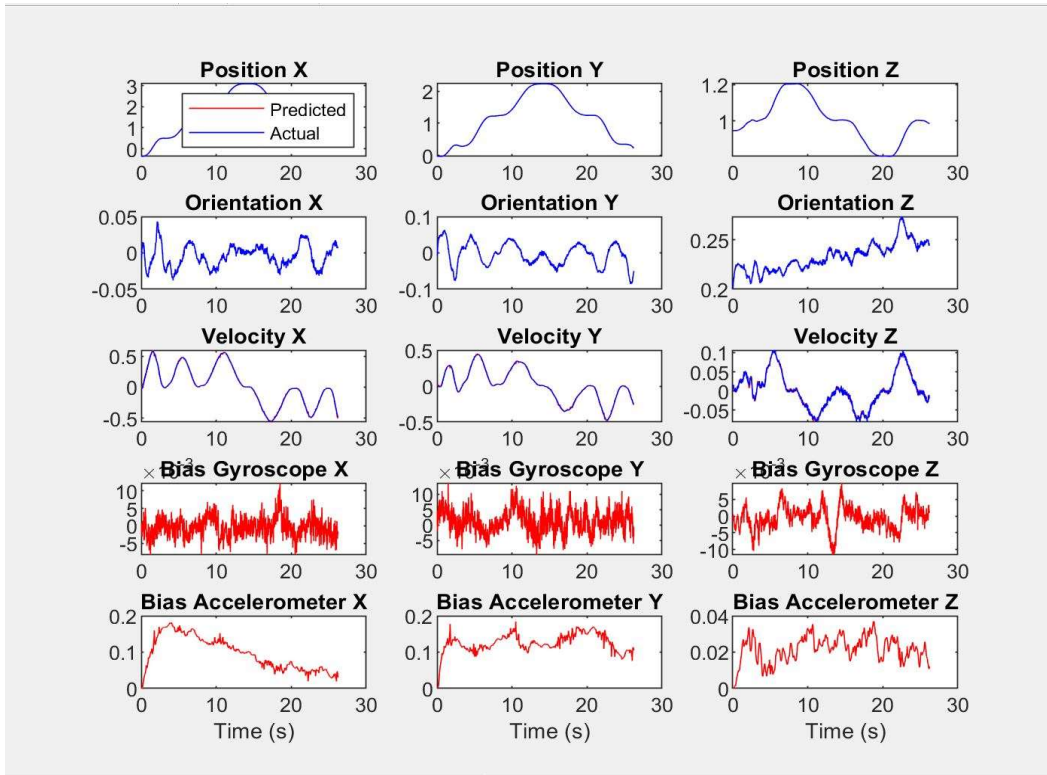 Position X Position Y Position Z
3 2 1.2
Predicted
2 1 1
1 Actual
0 0
0 10 20 30 0 10 20 30 0 10 20 30
Orientation X Orientation Y Orientation Z
0.05 0.1
0.25
0 0
-0.05 -0.1 0.2
0 10 20 30 0 10 20 30 0 10 20 30
Velocity X Velocity Y Velocity Z
0.5 0.5 0.1
0.05
0 0 0
-0.05
-0.5 -0.5
0 10 20 30 0 10 20 30 0 10 20 30
Bias Gyroscope X Bias Gyroscope Y Bias Gyroscope Z
× 10-3 × 10-3 × 10-3
10 10 5
5 5 0
0 0 -5
-5 -5 -10
0 10 20 30 0 10 20 30 0 10 20 30
Bias Accelerometer X Bias Accelerometer Y Bias Accelerometer Z
0.2 0.2 0.04
0.1 0.1 0.02
0 0 0
0 10 20 30 0 10 20 30 0 10 20 30
Time (s) Time (s) Time (s)